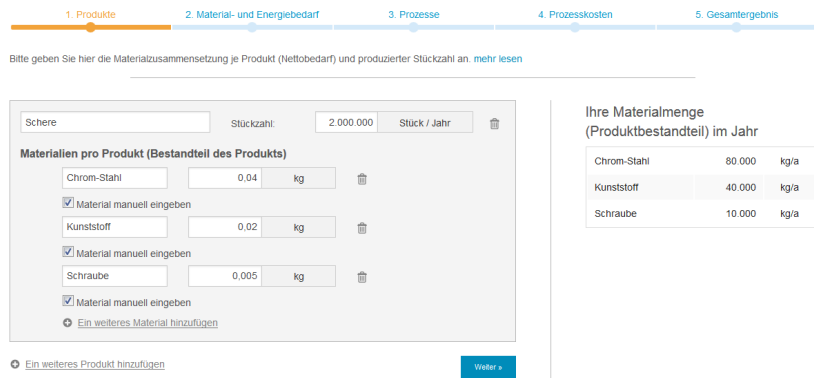 1. Produkte 2. Material- und Energiebedarf 3. Prozesse 4. Prozesskosten 5. Gesamtergebnis
Bitte geben Sie hier die Materialzusammensetzung je Produkt (Nettobedarf) und produzierter Stückzahl an. mehr lesen
Schere Stückzahl: 2.000.000 Stück / Jahr
Materialien pro Produkt (Bestandteil des Produkts)
Chrom-Stahl 0,04 kg
Material manuell eingeben
Kunststoff 0,02 kg
Material manuell eingeben
Schraube 0,005 kg
Material manuell eingeben
Ein weiteres Material hinzufügen
Ein weiteres Produkt hinzufügen
Weiter »
Ihre Materialmenge
(Produktbestandteil) im Jahr
Chrom-Stahl 80.000 kg/a
Kunststoff 40.000 kg/a
Schraube 10.000 kg/a